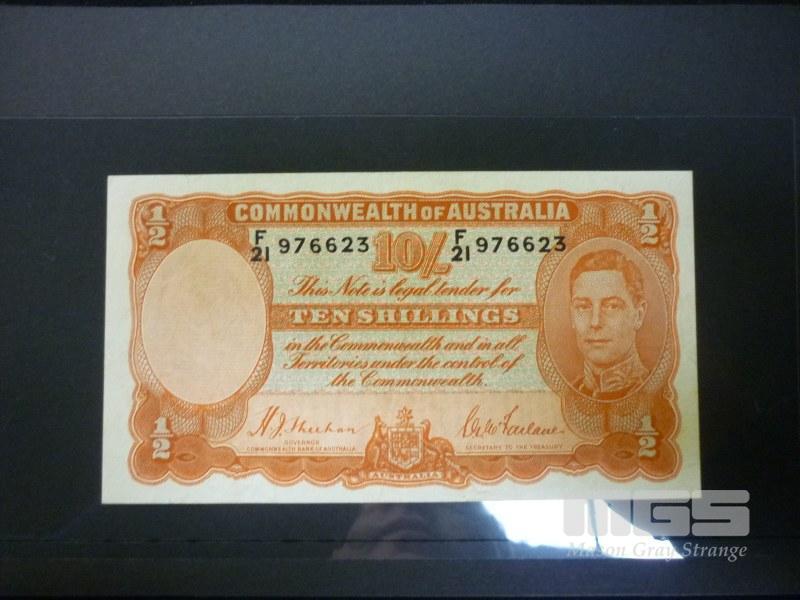 COMMONWEALTH OF AUSTRALIA
1/2 1/2
F/21 976623 10/- F/21 976623
This Note is legal tender for
TEN SHILLINGS
in the Commonwealth and in all
Territories under the control of
the Commonwealth.
H.J. Sheehan
GOVERNOR
COMMONWEALTH BANK OF AUSTRALIA.
S.G. McFarlane
SECRETARY TO THE TREASURY
1/2 1/2
AUSTRALIA
MGS
Mason Gray Strange